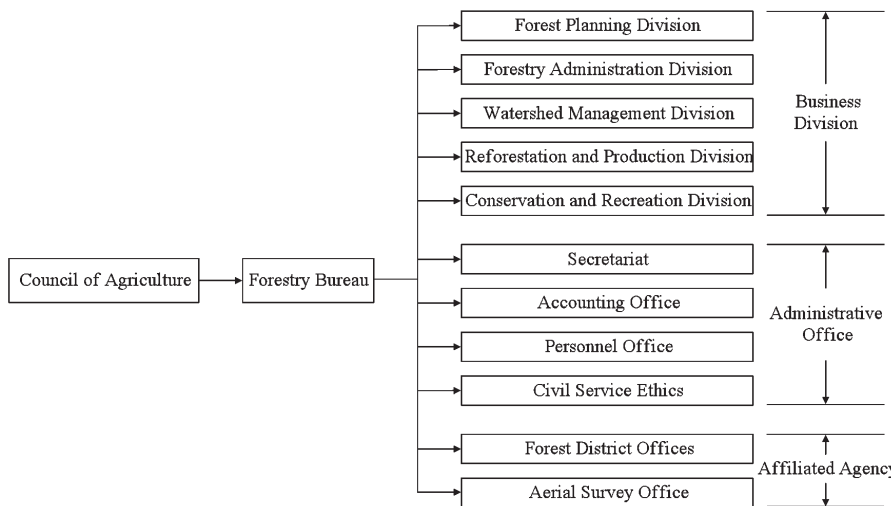 Forest Planning Division
Forestry Administration Division
Watershed Management Division
Reforestation and Production Division
Conservation and Recreation Division
Business
Division
Council of Agriculture
Forestry Bureau
Secretariat
Accounting Office
Personnel Office
Civil Service Ethics
Administrative
Office
Forest District Offices
Aerial Survey Office
Affiliated Agency